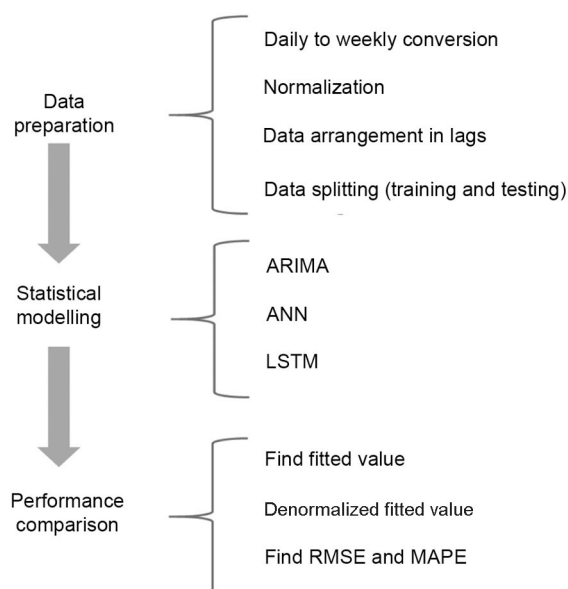 Data
preparation
Daily to weekly conversion
Normalization
Data arrangement in lags
Data splitting (training and testing)
Statistical
modelling
ARIMA
ANN
LSTM
Performance
comparison
Find fitted value
Denormalized fitted value
Find RMSE and MAPE